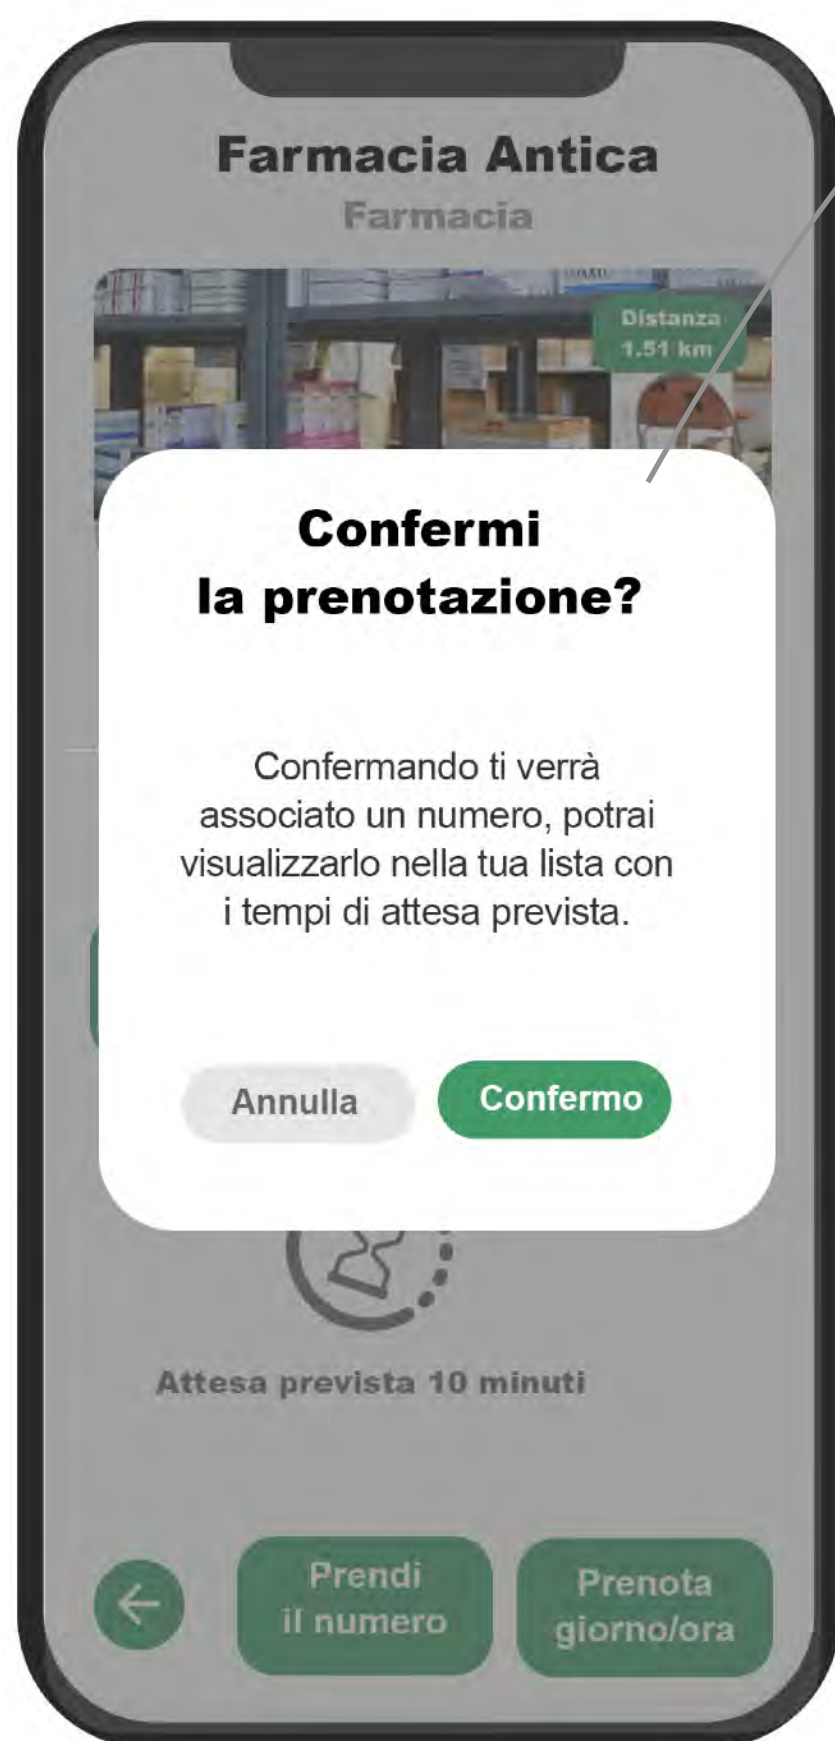 Farmacia Antica
Farmacia
Distanza
1.51 km
Confermi
la prenotazione?
Confermando ti verrà
associato un numero, potrai
visualizzarlo nella tua lista con
i tempi di attesa prevista.
Annulla
Confermo
Attesa prevista 10 minuti
Prendi
il numero
Prenota
giorno/ora